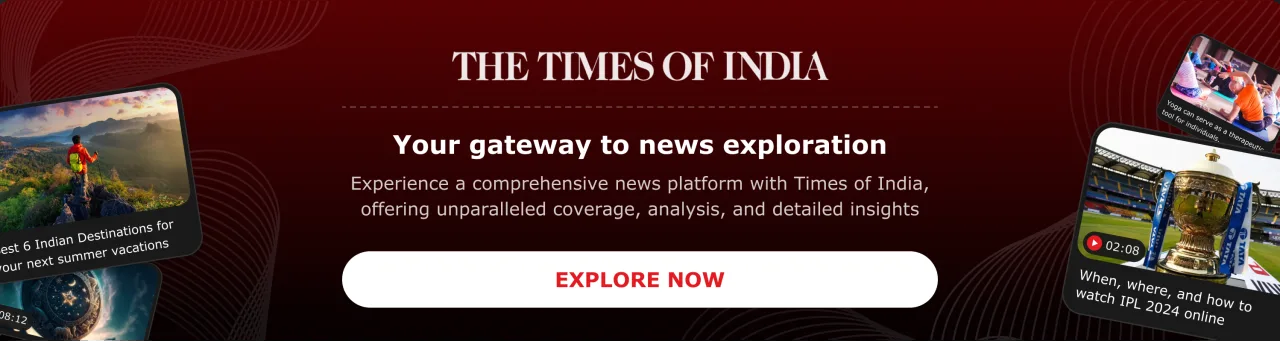 THE TIMES OF INDIA
Your gateway to news exploration
Experience a comprehensive news platform with Times of India,
offering unparalleled coverage, analysis, and detailed insights
EXPLORE NOW
est 6 Indian Destinations for
your next summer vacations
08:12
Yoga can serve as a therapeutic
tool for individuals,
02:08
When, where, and how to
watch IPL 2024 online
TATA
TATA